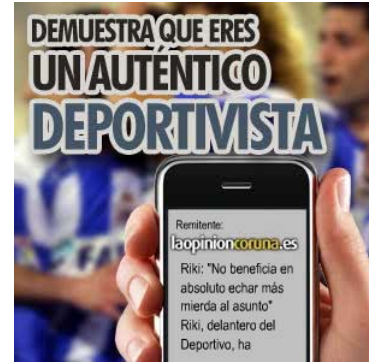 DEMUESTRA QUE ERES
UN AUTÉNTICO
DEPORTIVISTA
Remitente:
laopinioncoruna.es
Riki: "No beneficia en
absoluto echar más
mierda al asunto"
Riki, delantero del
Deportivo, ha